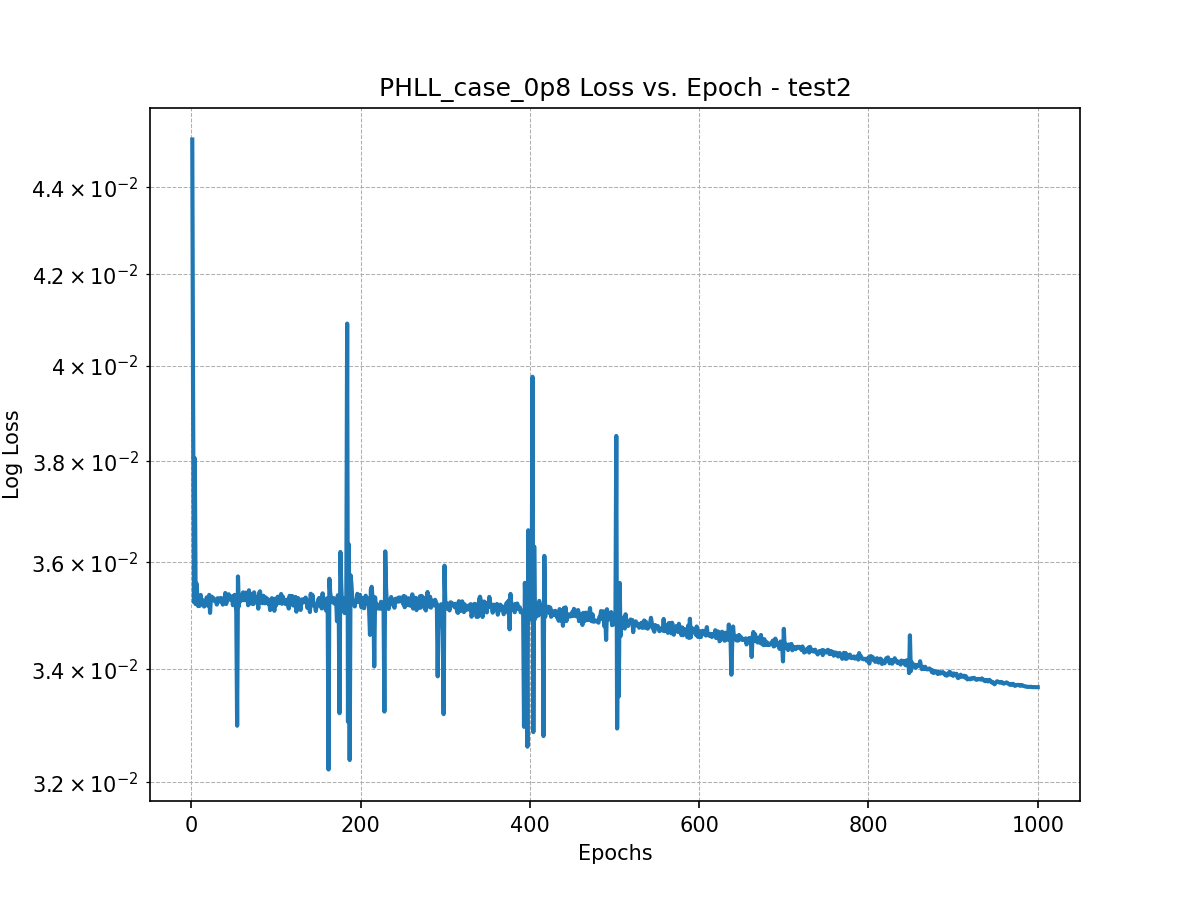 PHLL_case_0p8 Loss vs. Epoch - test2
4.4 × 10⁻²
4.2 × 10⁻²
4 × 10⁻²
3.8 × 10⁻²
3.6 × 10⁻²
3.4 × 10⁻²
3.2 × 10⁻²
Log Loss
0 200 400 600 800 1000
Epochs